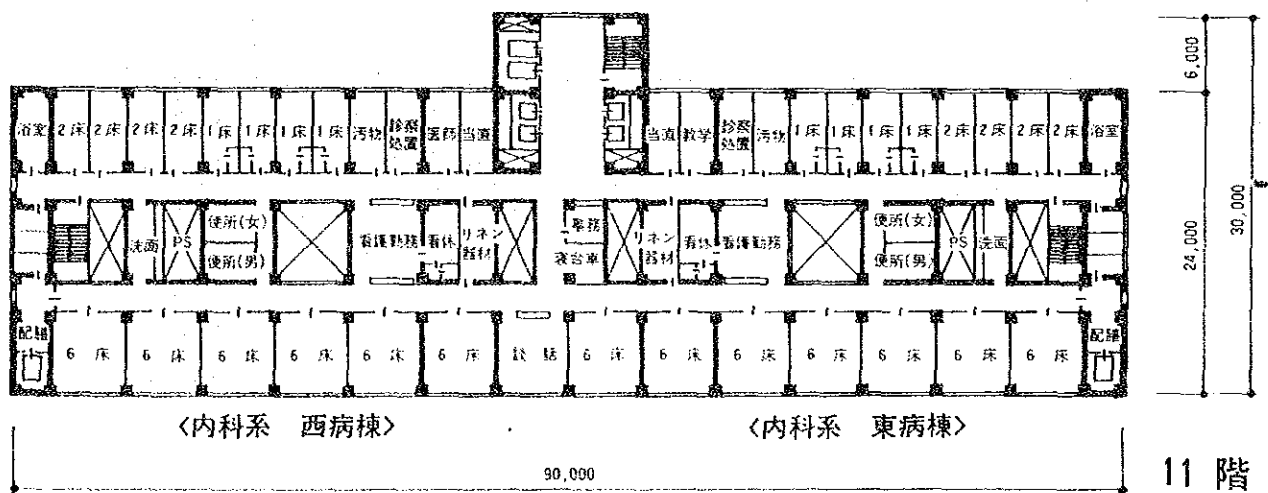 6,000
浴室 2床 2床 2床 2床 1床 1床 1床 1床 汚物 診察処置 医師 当直
当直 教学 診察処置 汚物 1床 1床 1床 1床 2床 2床 2床 2床 浴室
洗面 PS 便所(女) 看護勤務 看休 リネン器材 寝台車 リネン器材 看休 看護勤務 便所(女) PS 洗面
便所(男) 便所(男)
24,000
30,000
配膳 6床 6床 6床 6床 6床 6床 談話 6床 6床 6床 6床 6床 6床 6床 配膳
〈内科系 西病棟〉 〈内科系 東病棟〉
90,000
11 階